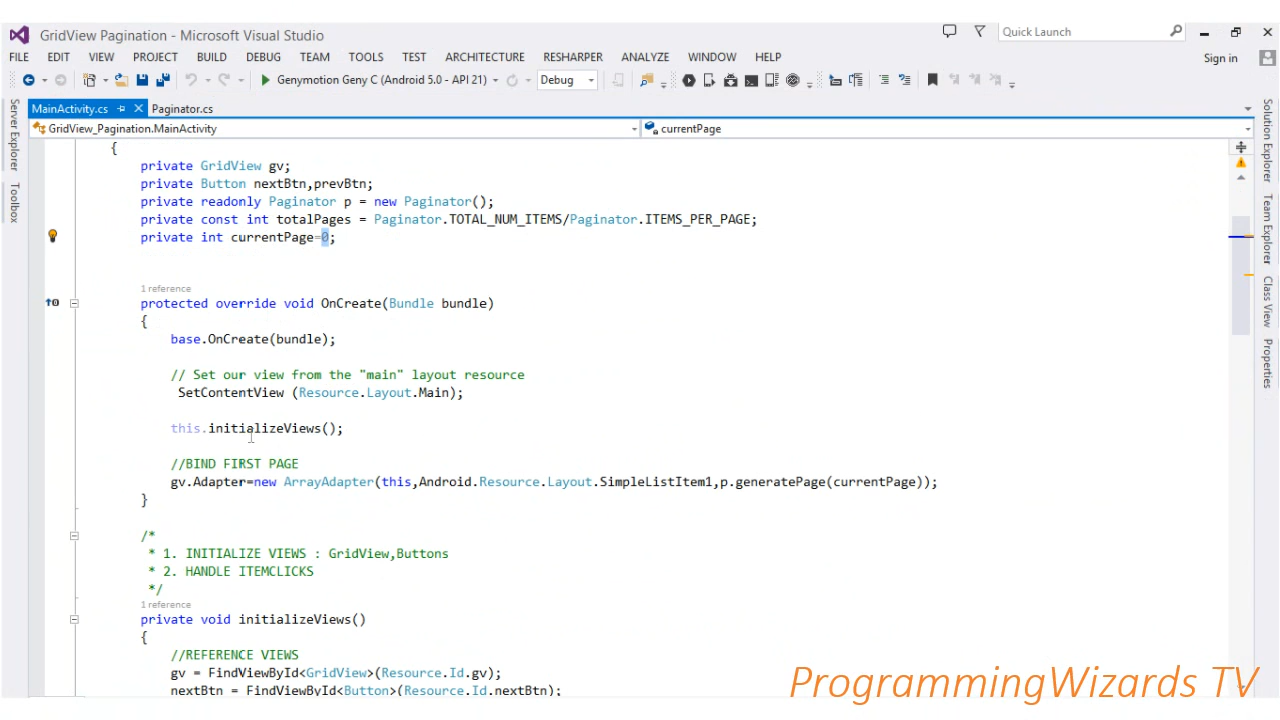 GridView Pagination - Microsoft Visual Studio
Quick Launch
FILE EDIT VIEW PROJECT BUILD DEBUG TEAM TOOLS TEST ARCHITECTURE RESHARPER ANALYZE WINDOW HELP
Sign in
Genymotion Geny C (Android 5.0 - API 21)
Debug
MainActivity.cs
Paginator.cs
GridView_Pagination.MainActivity
currentPage
Server Explorer
Toolbox
{
private GridView gv;
private Button nextBtn,prevBtn;
private readonly Paginator p = new Paginator();
private const int totalPages = Paginator.TOTAL_NUM_ITEMS/Paginator.ITEMS_PER_PAGE;
private int currentPage=0;
1 reference
protected override void OnCreate(Bundle bundle)
{
base.OnCreate(bundle);
// Set our view from the "main" layout resource
SetContentView (Resource.Layout.Main);
this.initializeViews();
//BIND FIRST PAGE
gv.Adapter=new ArrayAdapter(this,Android.Resource.Layout.SimpleListItem1,p.generatePage(currentPage));
}
/*
* 1. INITIALIZE VIEWS : GridView,Buttons
* 2. HANDLE ITEMCLICKS
*/
1 reference
private void initializeViews()
{
//REFERENCE VIEWS
gv = FindViewById<GridView>(Resource.Id.gv);
nextBtn = FindViewById<Button>(Resource.Id.nextBtn);
Solution Explorer
Team Explorer
Class View
Properties
ProgrammingWizards TV